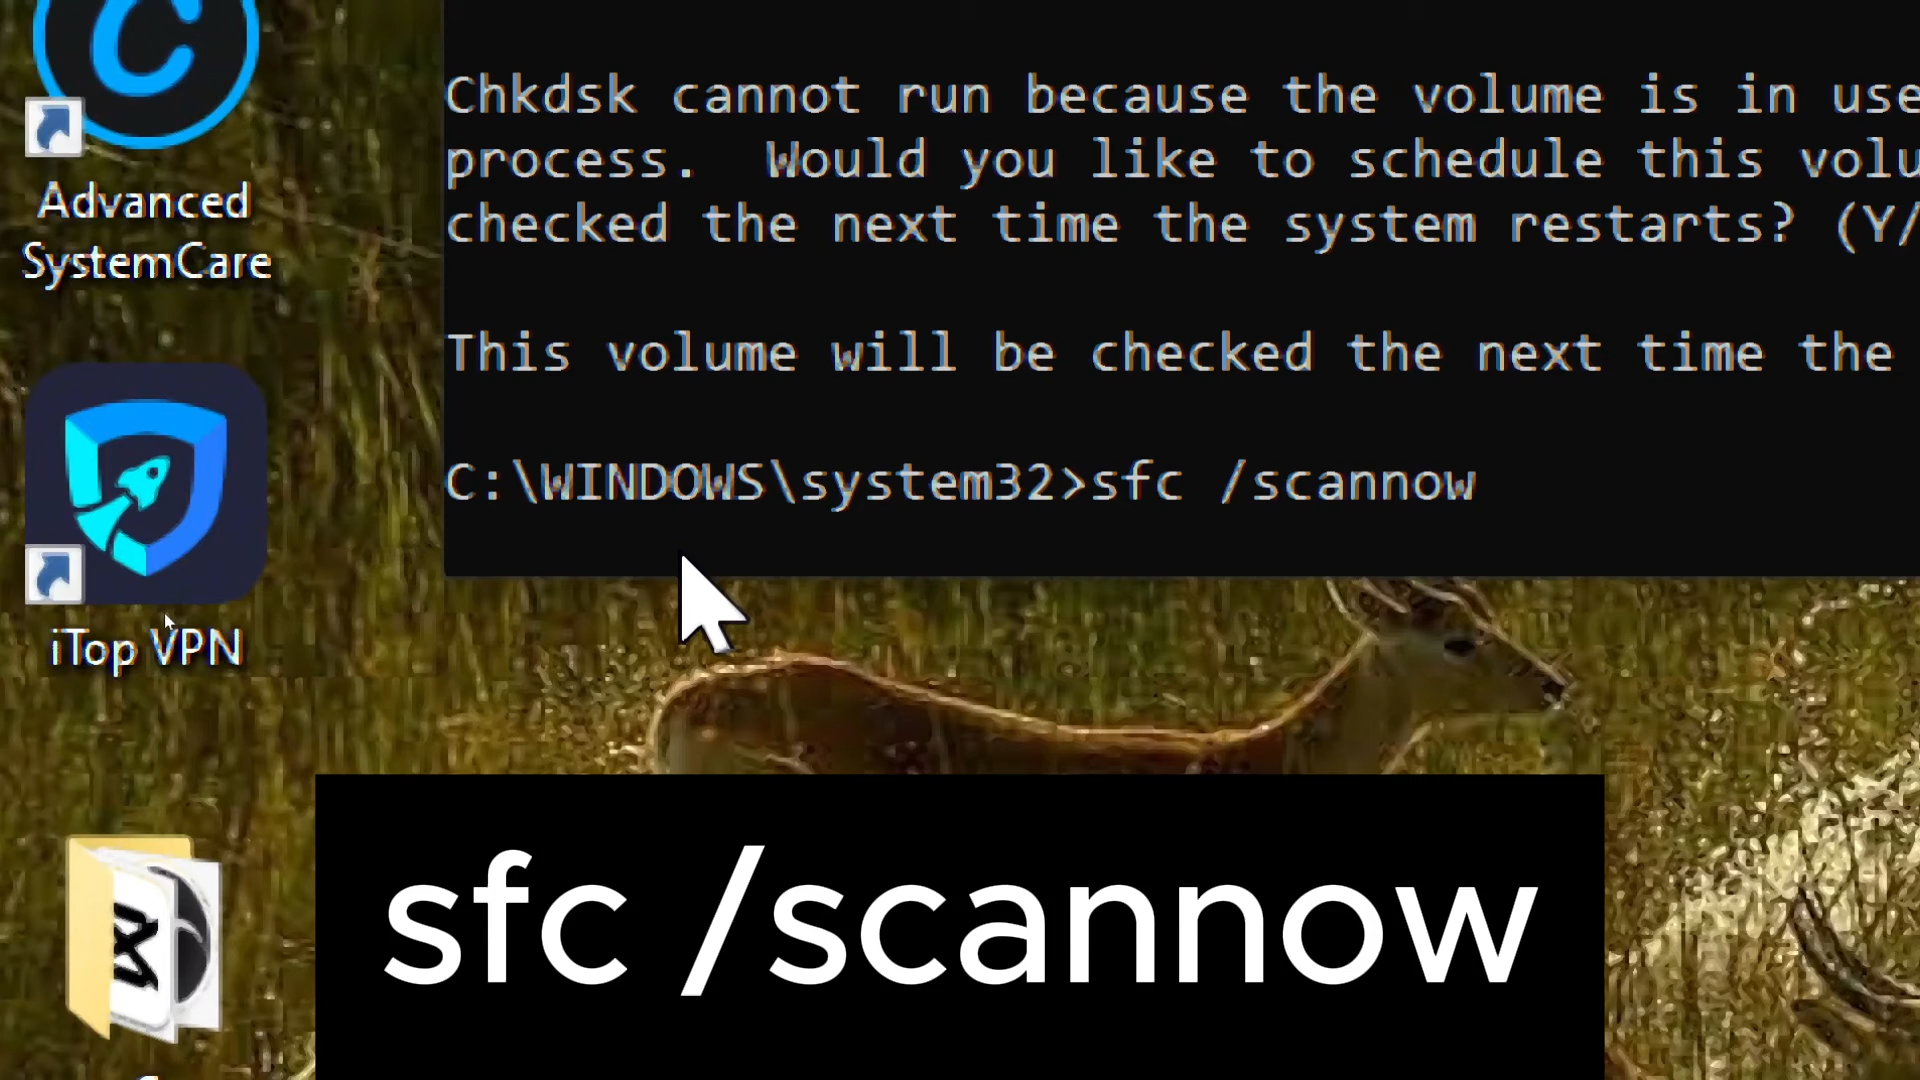 Advanced
SystemCare
iTop VPN
Chkdsk cannot run because the volume is in use
process.  Would you like to schedule this volu
checked the next time the system restarts? (Y/
This volume will be checked the next time the
C:\WINDOWS\system32>sfc /scannow
sfc /scannow